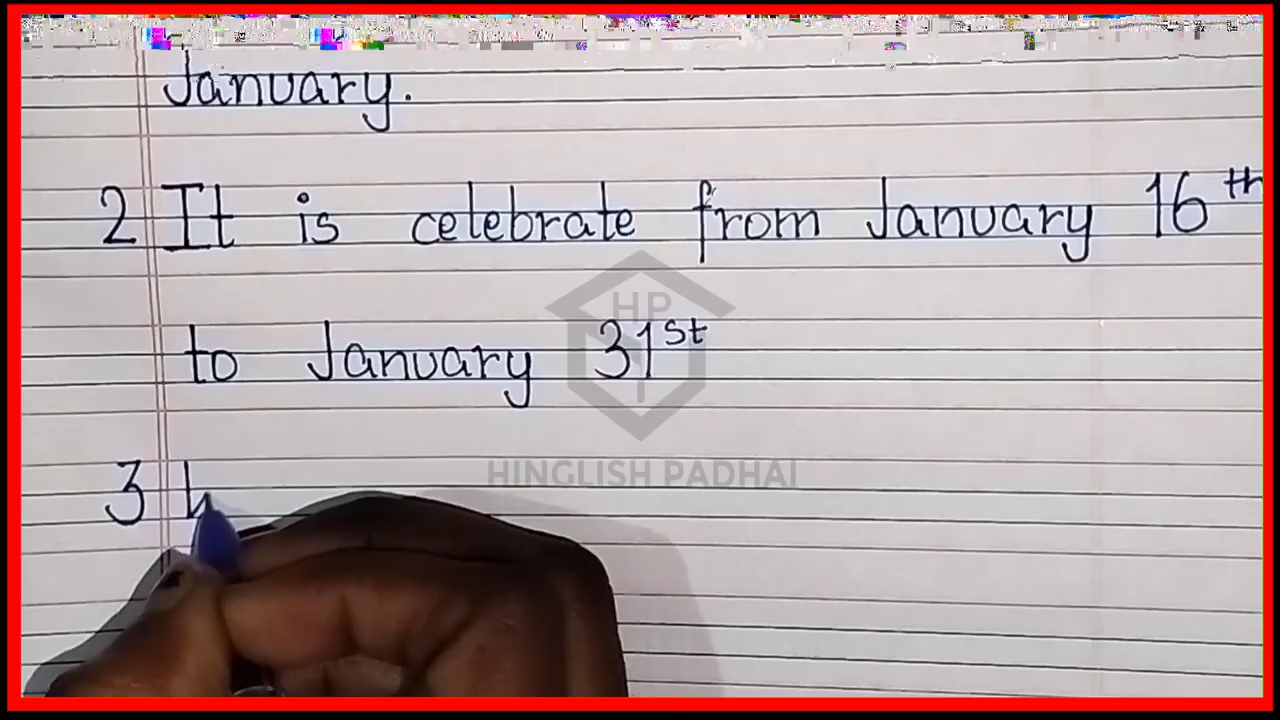 January.
2 It is celebrate from January 16th
to January 31st
HP
HINGLISH PADHAI
3